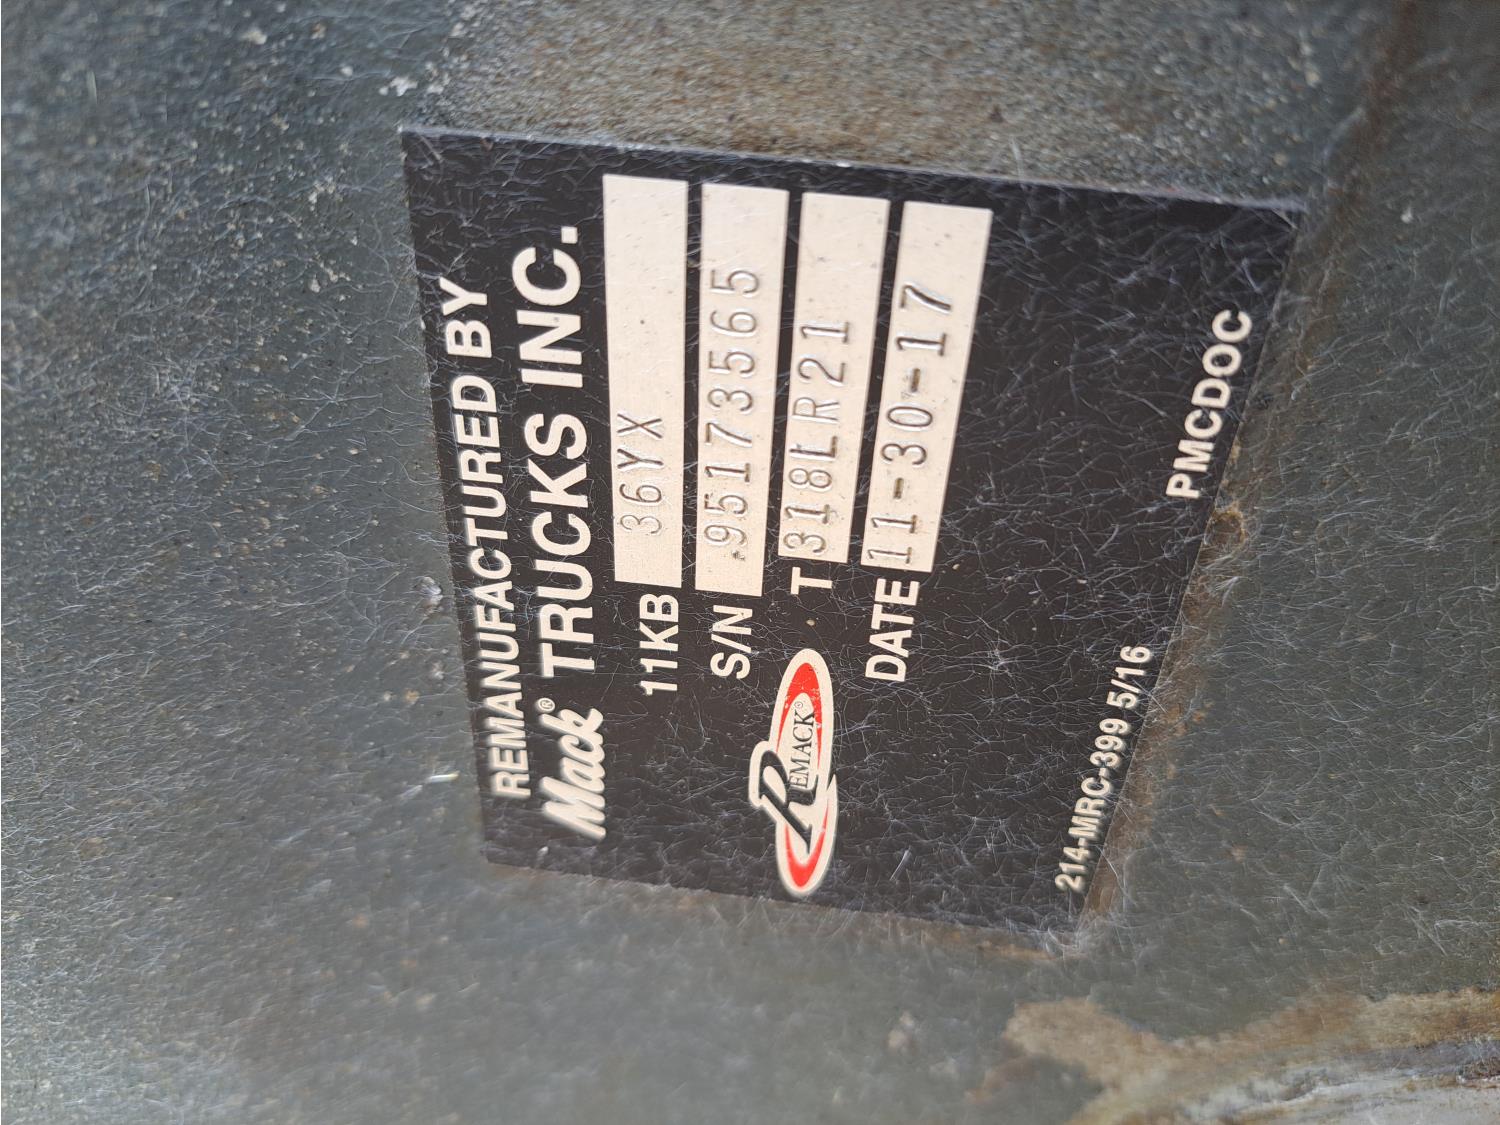 REMANUFACTURED BY
Mack® TRUCKS INC.
11KB 36YX
S/N 95173565
T 318LR21
REMACK®
DATE 11-30-17
214-MRC-399 5/16 PMCDOC